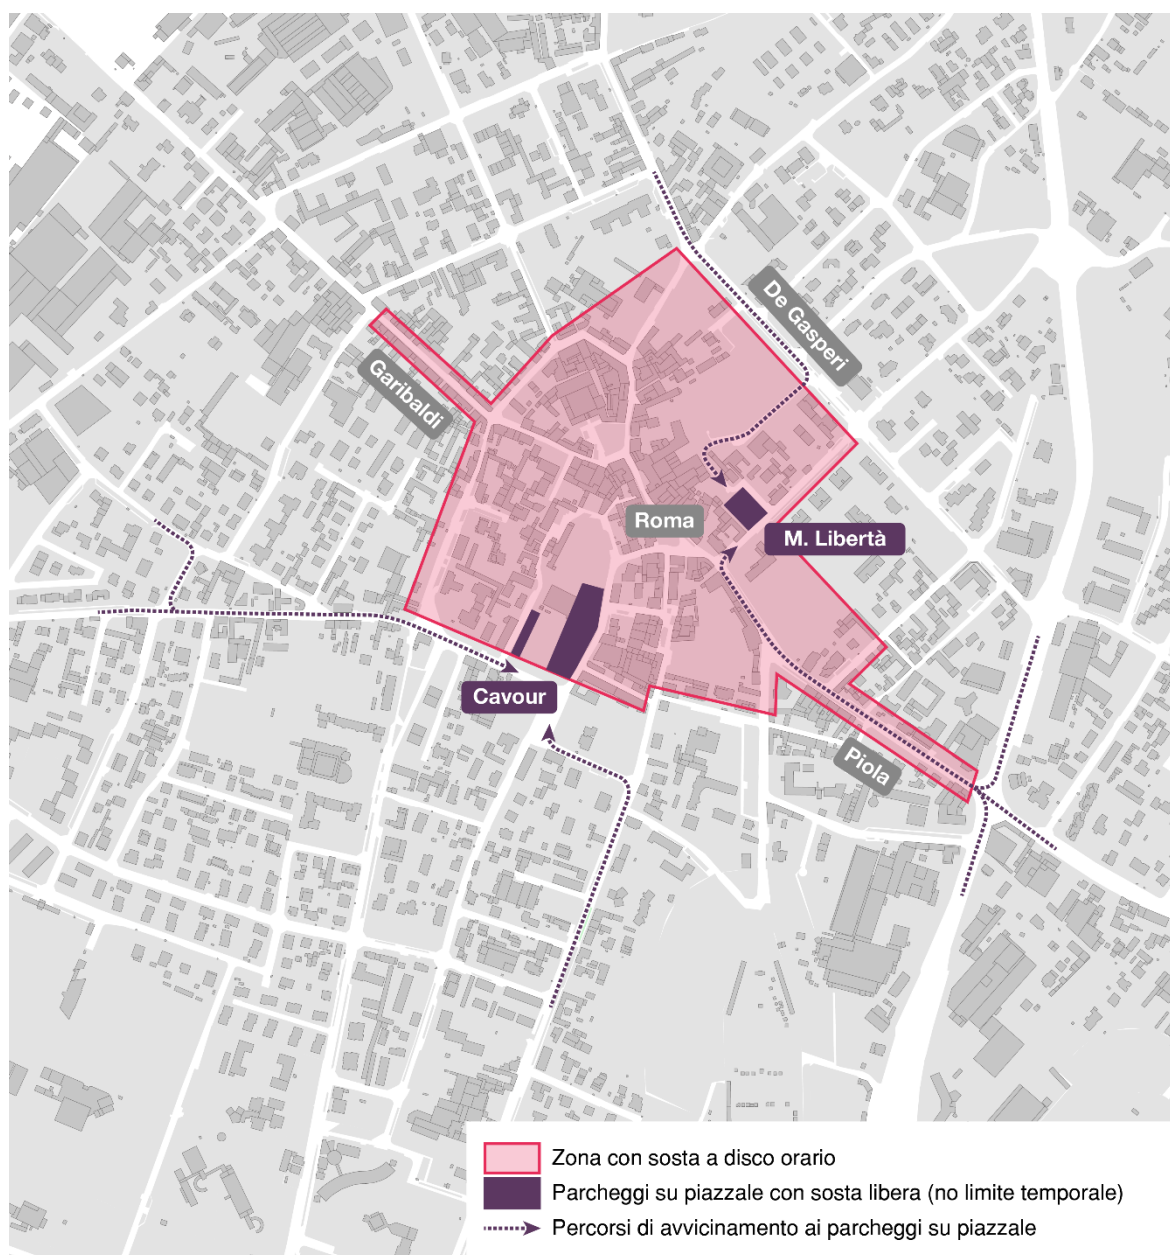 De Gasperi
Garibaldi
Roma
M. Libertà
Cavour
Piola
Zona con sosta a disco orario
Parcheggi su piazzale con sosta libera (no limite temporale)
Percorsi di avvicinamento ai parcheggi su piazzale